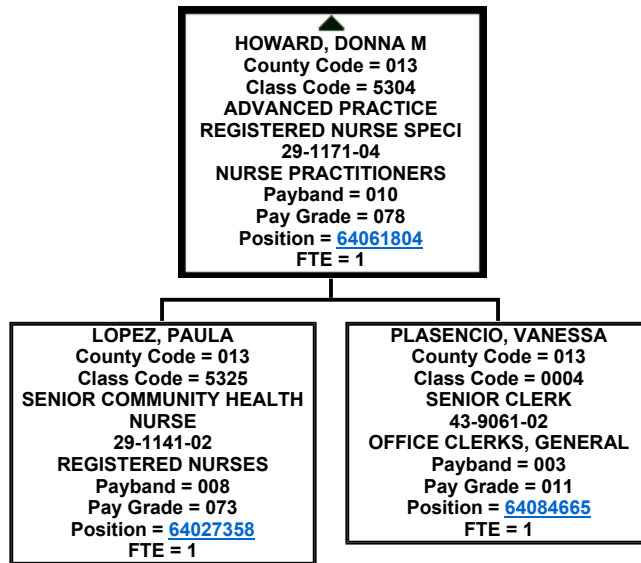 HOWARD, DONNA M
County Code = 013
Class Code = 5304
ADVANCED PRACTICE
REGISTERED NURSE SPECI
29-1171-04
NURSE PRACTITIONERS
Payband = 010
Pay Grade = 078
Position = 64061804
FTE = 1
LOPEZ, PAULA
County Code = 013
Class Code = 5325
SENIOR COMMUNITY HEALTH
NURSE
29-1141-02
REGISTERED NURSES
Payband = 008
Pay Grade = 073
Position = 64027358
FTE = 1
PLASENCIO, VANESSA
County Code = 013
Class Code = 0004
SENIOR CLERK
43-9061-02
OFFICE CLERKS, GENERAL
Payband = 003
Pay Grade = 011
Position = 64084665
FTE = 1